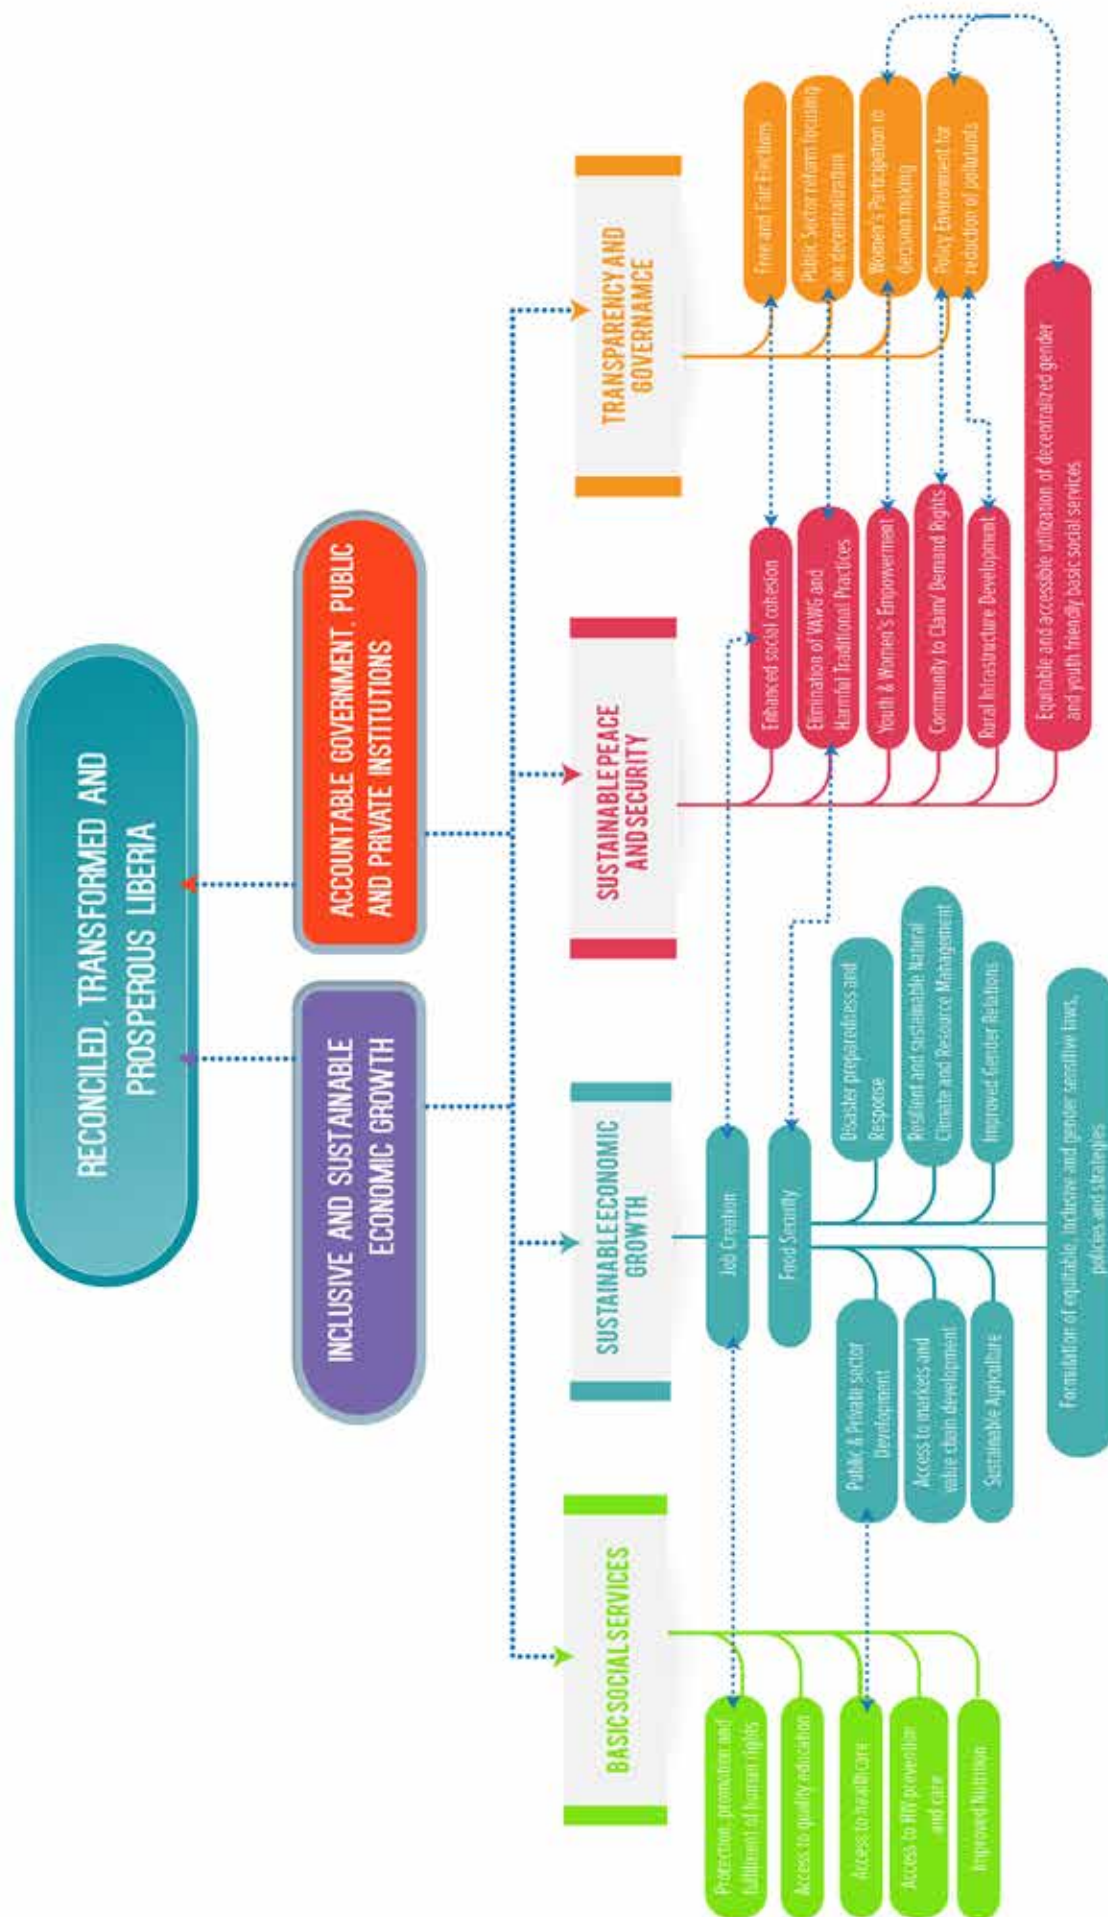 RECONCILED, TRANSFORMED AND
PROSPEROUS LIBERIA
INCLUSIVE AND SUSTAINABLE
ECONOMIC GROWTH
ACCOUNTABLE GOVERNMENT, PUBLIC
AND PRIVATE INSTITUTIONS
BASIC SOCIAL SERVICES
Protection, promotion and
fulfillment of human rights
Access to quality education
Access to healthcare
Access to HIV prevention
and care
Improved Nutrition
SUSTAINABLE ECONOMIC
GROWTH
Job Creation
Food Security
Public & Private sector
Development
Access to markets and
value chain development
Sustainable Agriculture
Disaster preparedness and
Response
Resilient and sustainable Natural
Climate and Resource Management
Improved Gender Relations
Formulation of equitable, inclusive and gender sensitive laws,
polices and strategies
SUSTAINABLE PEACE
AND SECURITY
Enhanced social cohesion
Elimination of VAWG and
Harmful Traditional Practices
Youth & Women's Empowerment
Community to Claim/ Demand Rights
Rural Intrastructure Development
Equitable and accessible utilization of decentralized gender
and youth friendly basic social services
TRANSPARENCY AND
GOVERNAMCE
Free and Fair Elections
Public Sector reform focusing
on decentralization
Women's Participation in
decision making
Policy Environment for
reduction of pollutants